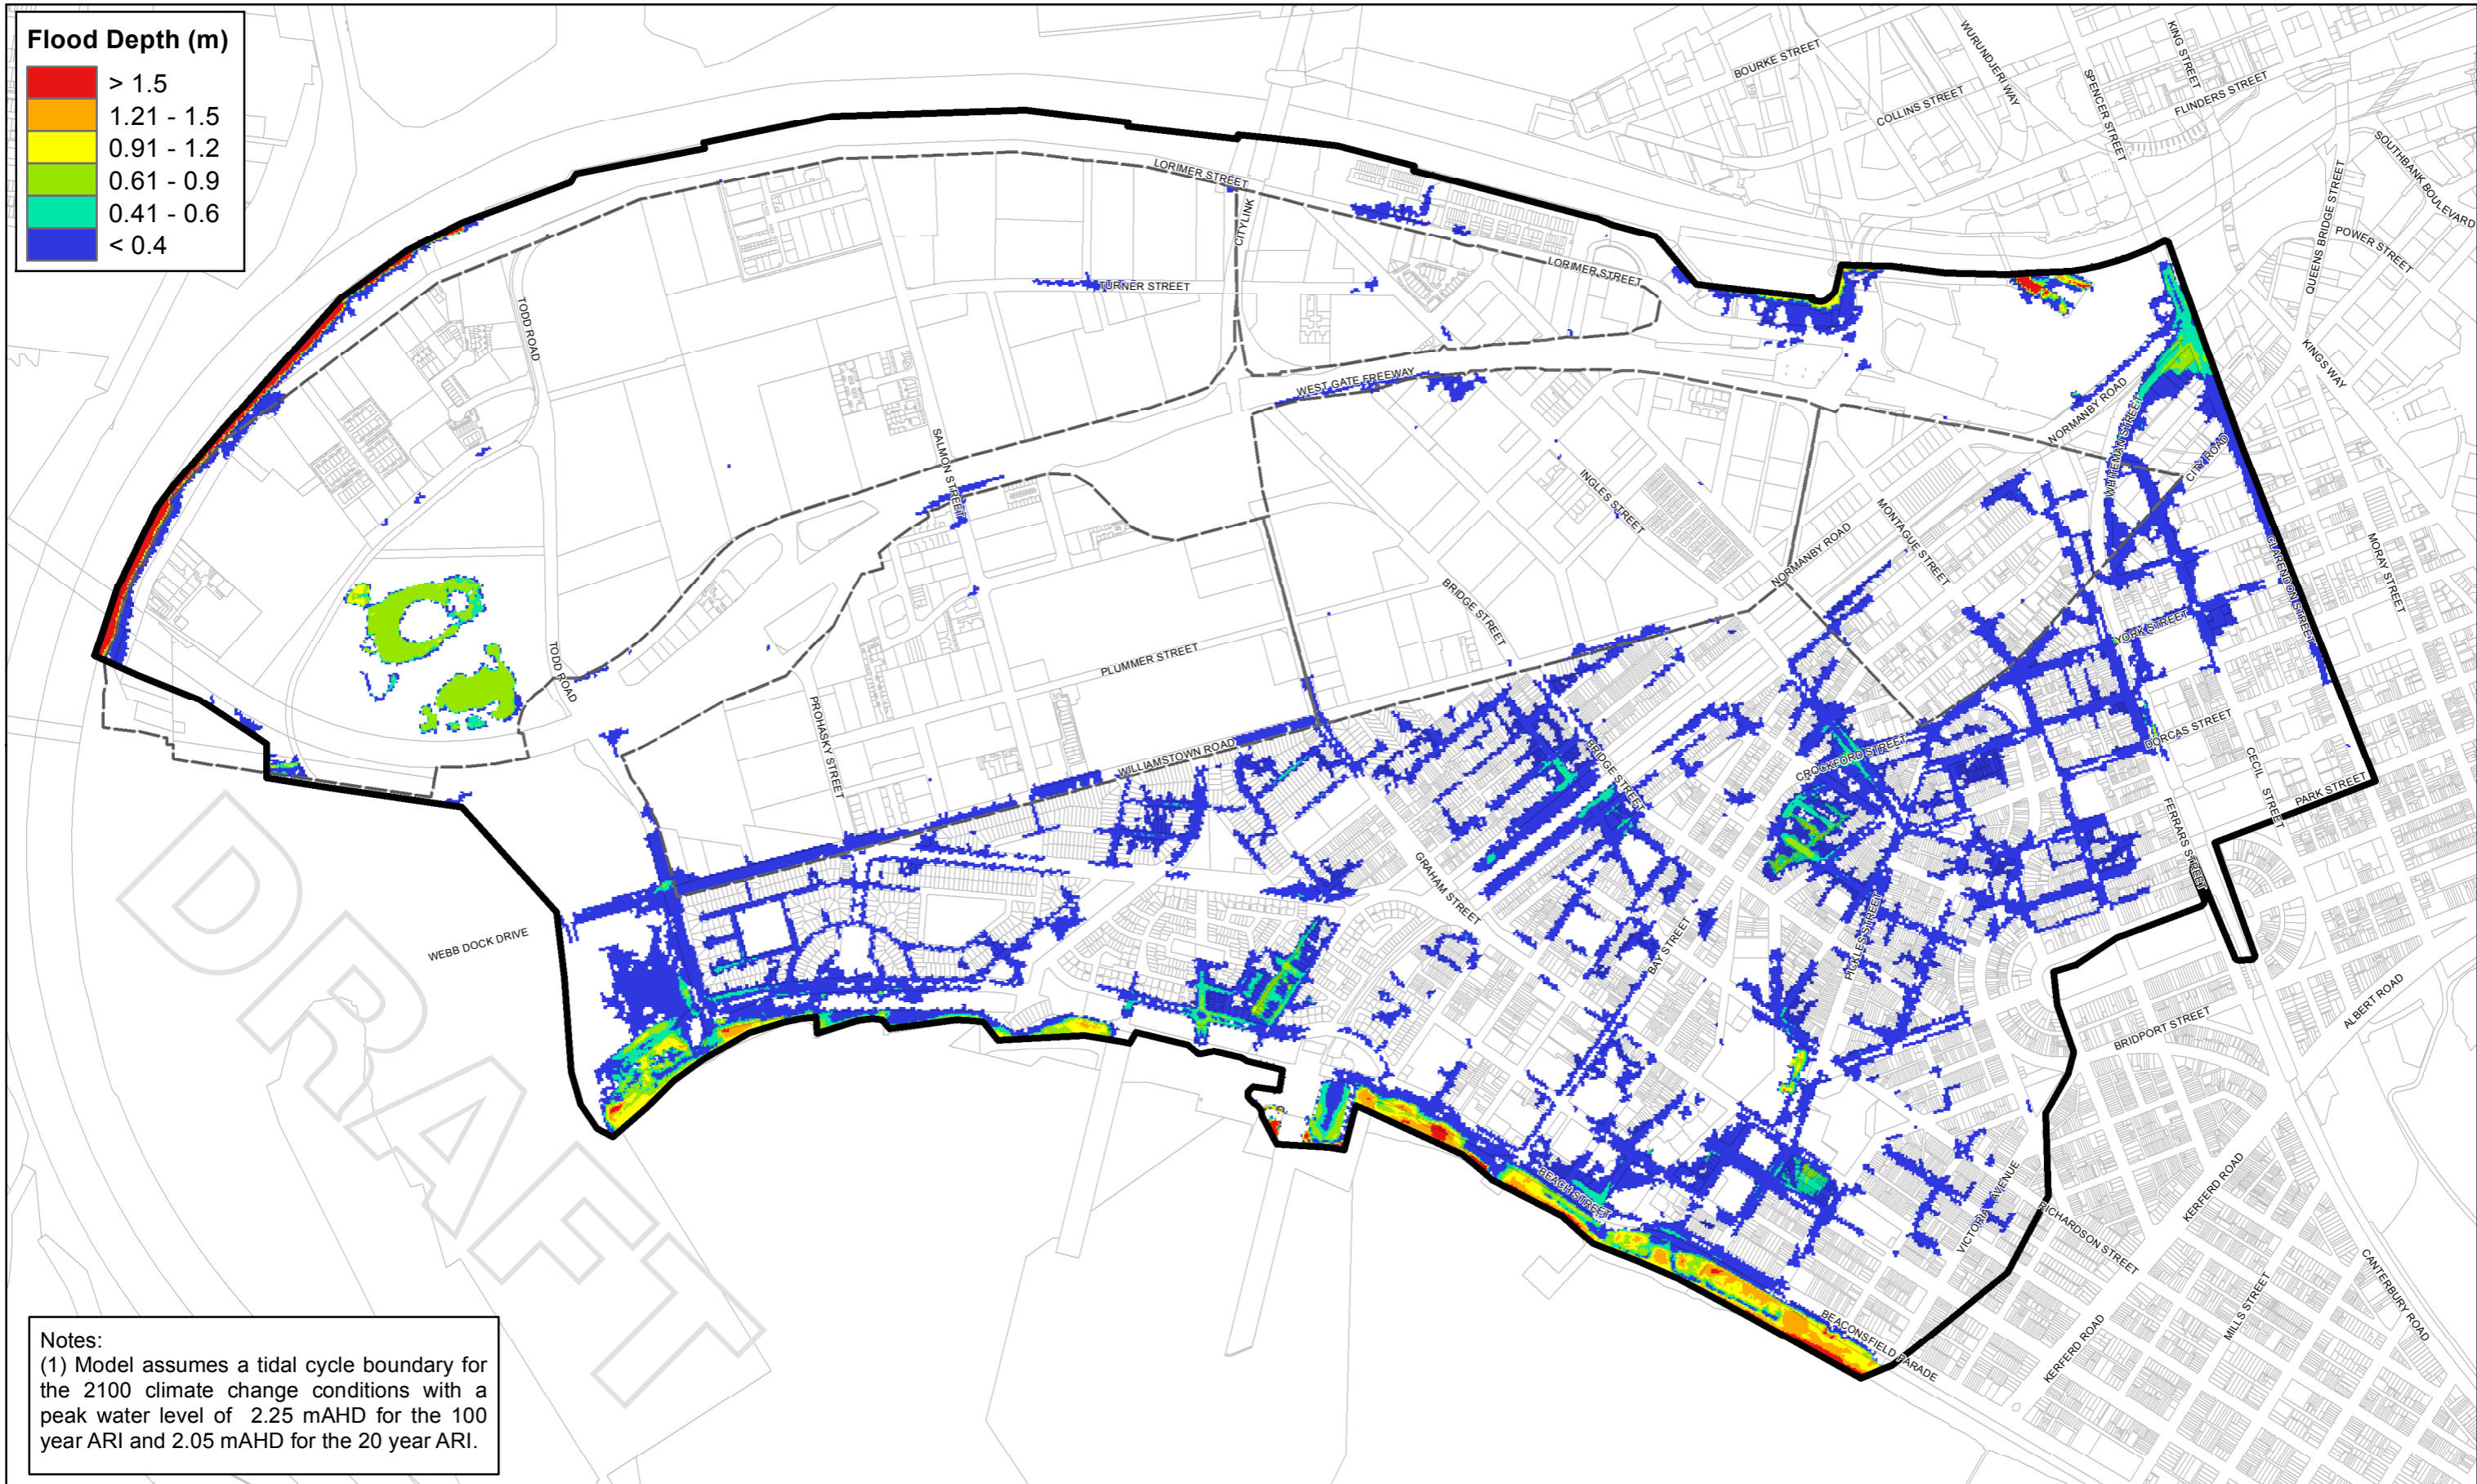 Flood Depth (m)
> 1.5
1.21 - 1.5
0.91 - 1.2
0.61 - 0.9
0.41 - 0.6
< 0.4
BOURKE STREET
WURUNDJERI WAY
KING STREET
COLLINS STREET
SPENCER STREET
FLINDERS STREET
SOUTHBANK BOULEVARD
QUEENS BRIDGE STREET
POWER STREET
KINGS WAY
LORIMER STREET
CITYLINK
LORIMER STREET
TURNER STREET
TODD ROAD
WEST GATE FREEWAY
SALMON STREET
NORMANBY ROAD
WHITEMAN STREET
CITY ROAD
INGLES STREET
MONTAGUE STREET
NORMANBY ROAD
CLARENDON STREET
MORAY STREET
BRIDGE STREET
YORK STREET
PLUMMER STREET
TODD ROAD
PROHASKY STREET
WILLIAMSTOWN ROAD
BRIDGE STREET
CROCKFORD STREET
DORCAS STREET
CECIL STREET
PARK STREET
FERRARS STREET
GRAHAM STREET
WEBB DOCK DRIVE
BAY STREET
PICKLES STREET
ALBERT ROAD
BRIDPORT STREET
BEACH STREET
VICTORIA AVENUE
RICHARDSON STREET
KERFERD ROAD
CANTERBURY ROAD
MILLS STREET
BEACONSFIELD PARADE
KERFERD ROAD
DRAFT
Notes:
(1) Model assumes a tidal cycle boundary for
the 2100 climate change conditions with a
peak water level of 2.25 mAHD for the 100
year ARI and 2.05 mAHD for the 20 year ARI.